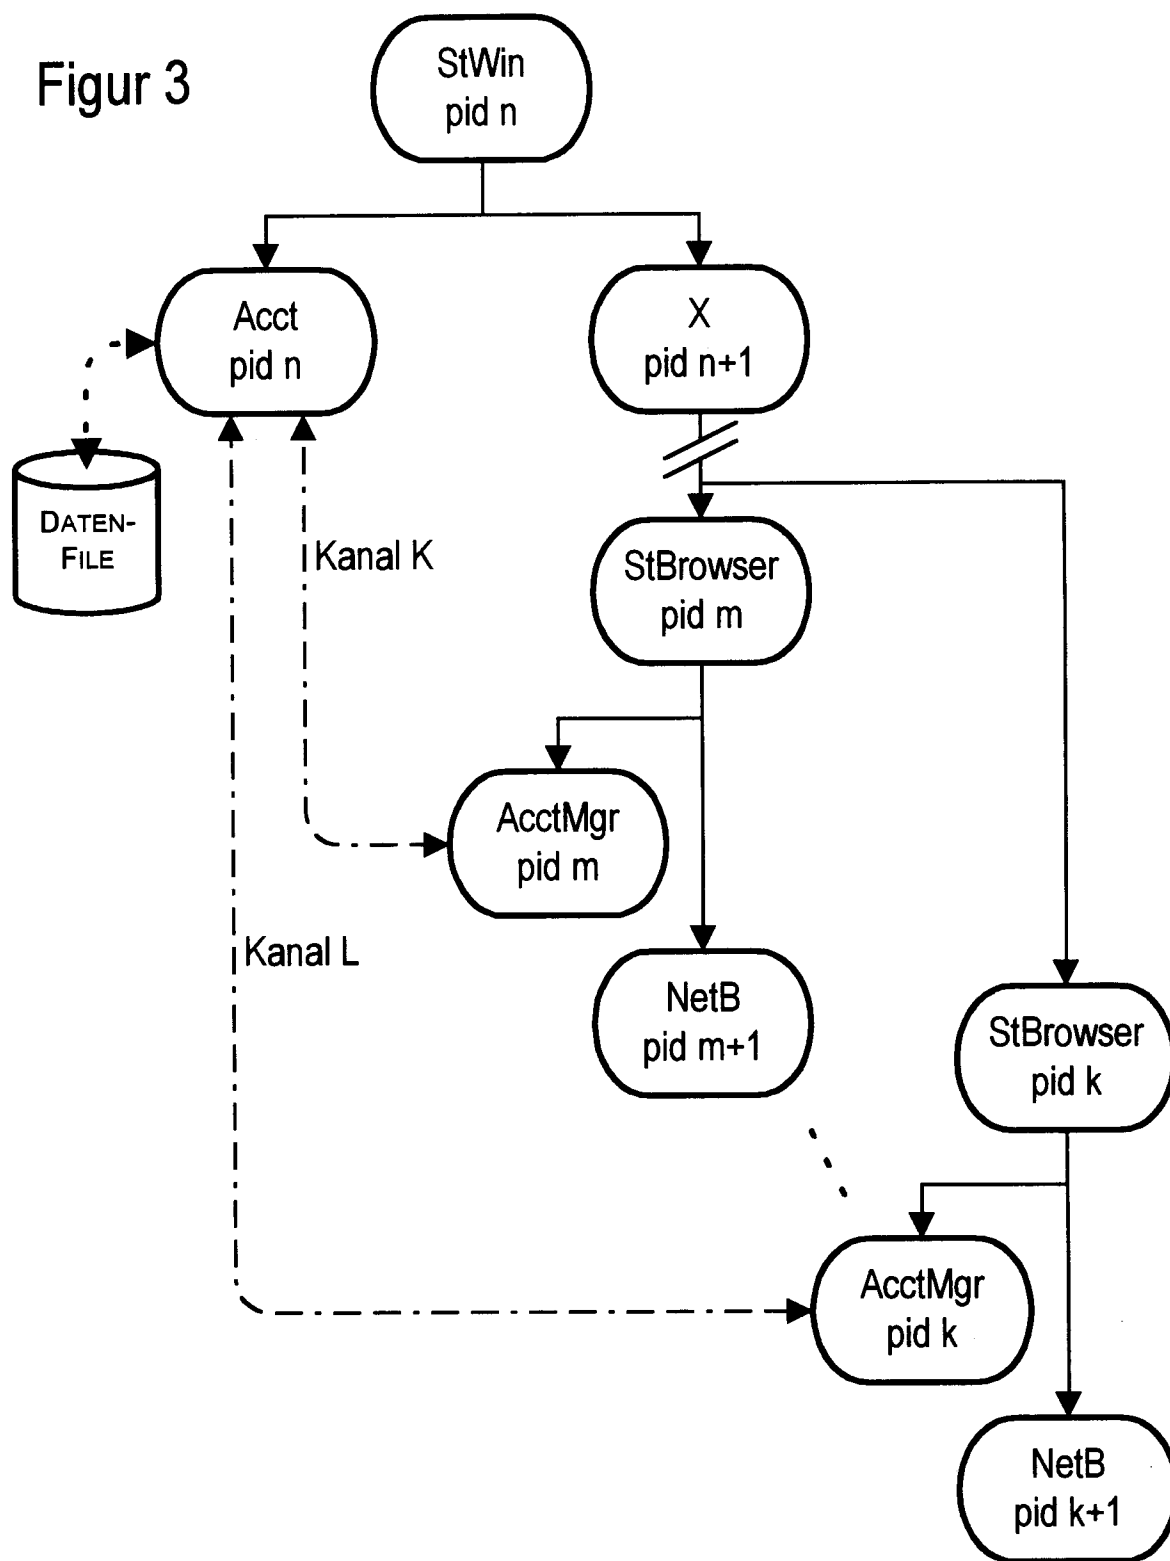 Figur 3
StWin
pid n
Acct
pid n
X
pid n+1
DATEN-
FILE
Kanal K
StBrowser
pid m
AcctMgr
pid m
Kanal L
NetB
pid m+1
StBrowser
pid k
AcctMgr
pid k
NetB
pid k+1